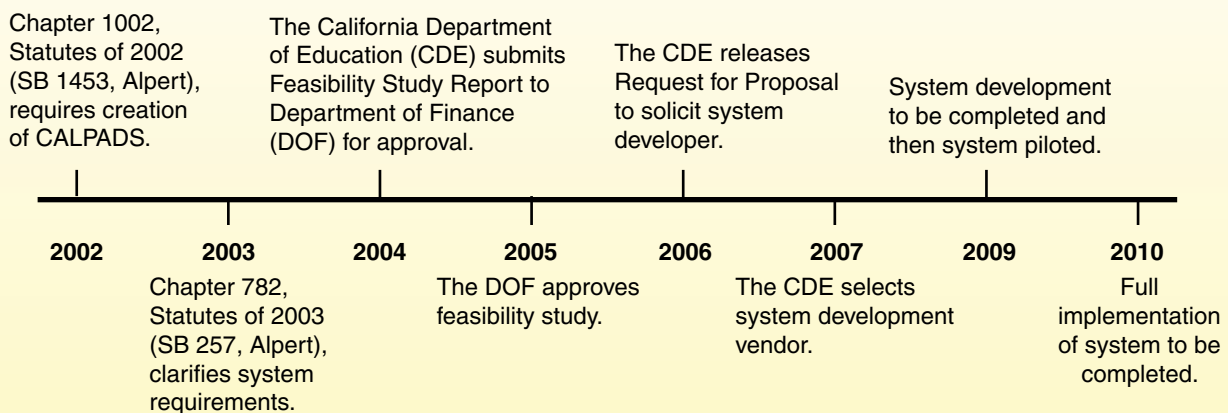 Chapter 1002,
Statutes of 2002
(SB 1453, Alpert),
requires creation
of CALPADS.
The California Department
of Education (CDE) submits
Feasibility Study Report to
Department of Finance
(DOF) for approval.
The CDE releases
Request for Proposal
to solicit system
developer.
System development
to be completed and
then system piloted.
2002 2003 2004 2005 2006 2007 2009 2010
Chapter 782,
Statutes of 2003
(SB 257, Alpert),
clarifies system
requirements.
The DOF approves
feasibility study.
The CDE selects
system development
vendor.
Full
implementation
of system to be
completed.